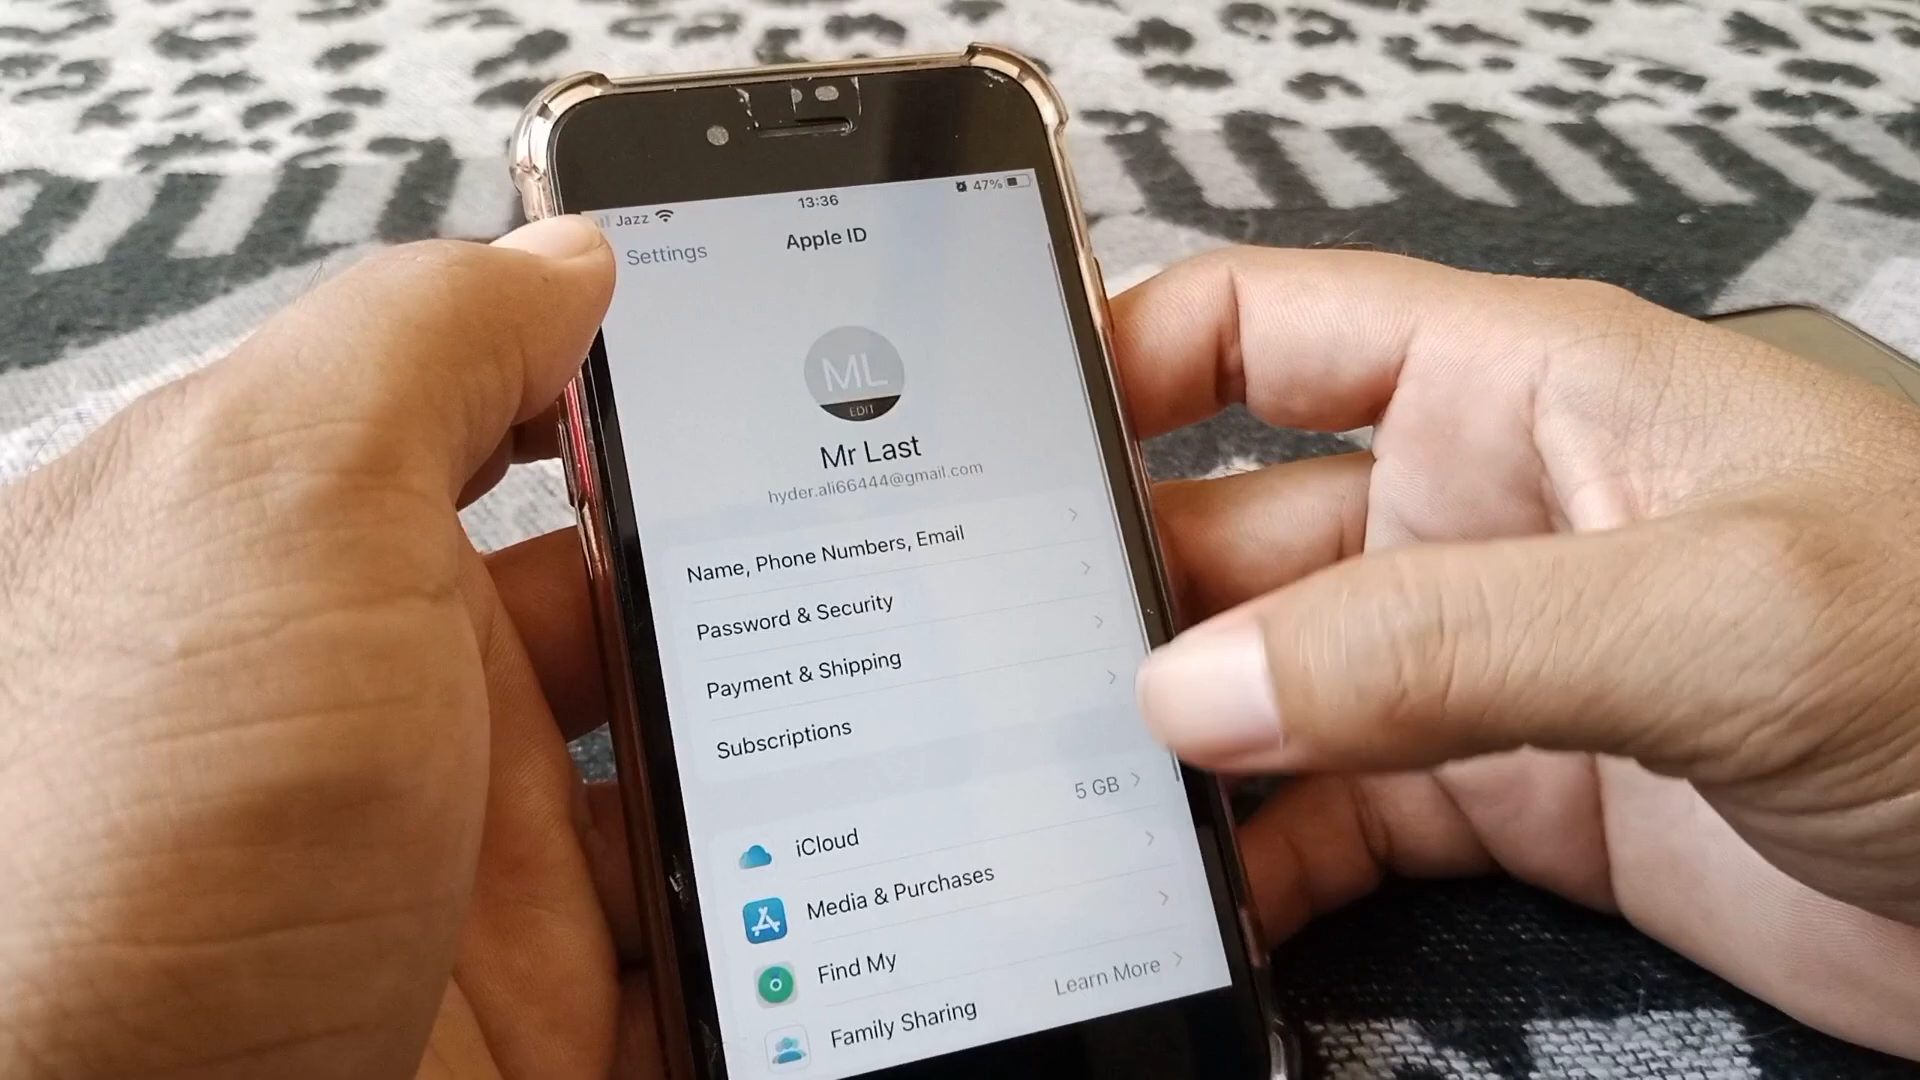 Jazz
13:36
47%
Settings
Apple ID
ML
EDIT
Mr Last
hyder.ali66444@gmail.com
Name, Phone Numbers, Email
Password & Security
Payment & Shipping
Subscriptions
iCloud 5 GB
Media & Purchases
Find My
Family Sharing Learn More